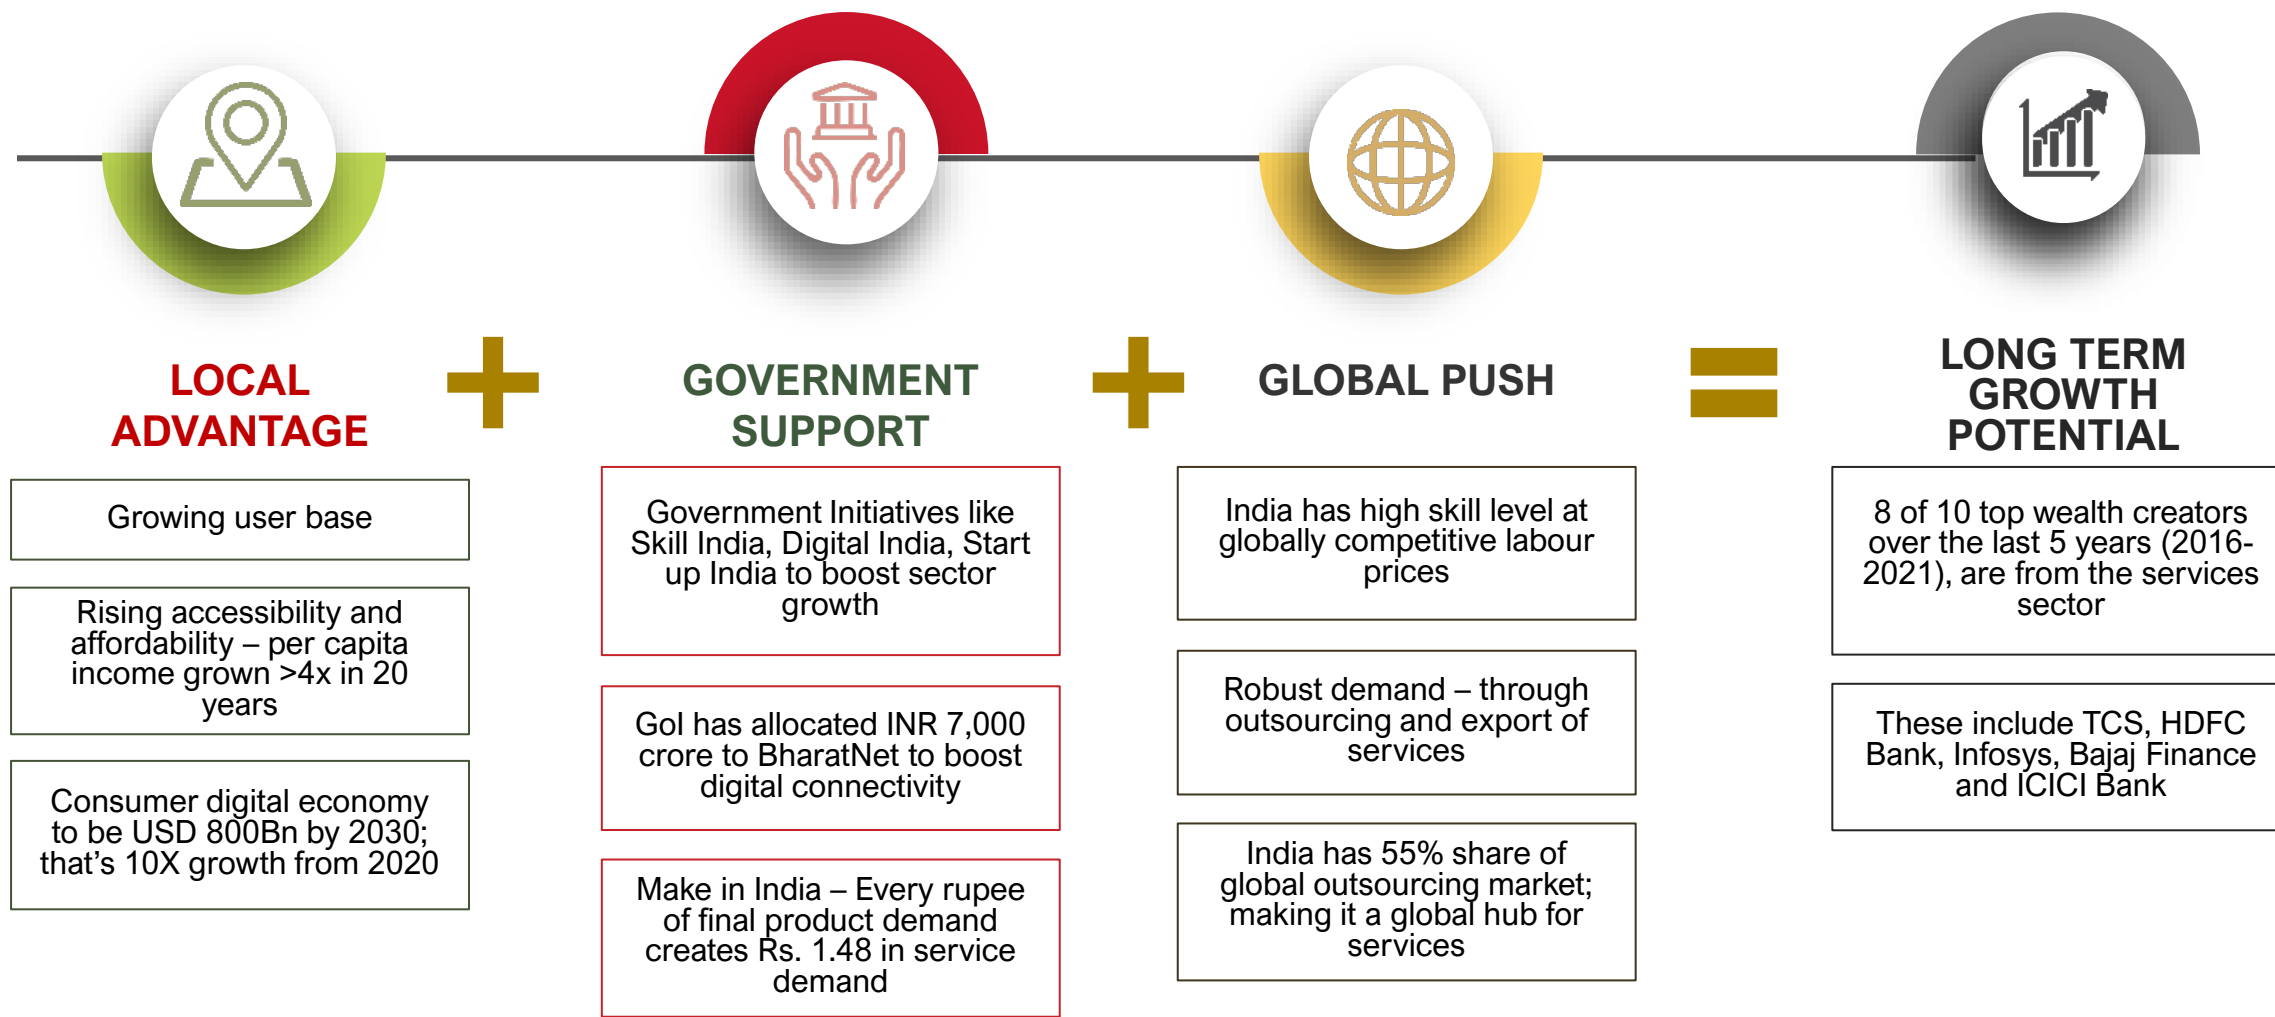 LOCAL
ADVANTAGE
Growing user base
Rising accessibility and
affordability – per capita
income grown >4x in 20
years
Consumer digital economy
to be USD 800Bn by 2030;
that’s 10X growth from 2020
GOVERNMENT
SUPPORT
Government Initiatives like
Skill India, Digital India, Start
up India to boost sector
growth
GoI has allocated INR 7,000
crore to BharatNet to boost
digital connectivity
Make in India – Every rupee
of final product demand
creates Rs. 1.48 in service
demand
GLOBAL PUSH
India has high skill level at
globally competitive labour
prices
Robust demand – through
outsourcing and export of
services
India has 55% share of
global outsourcing market;
making it a global hub for
services
LONG TERM
GROWTH
POTENTIAL
8 of 10 top wealth creators
over the last 5 years (2016-
2021), are from the services
sector
These include TCS, HDFC
Bank, Infosys, Bajaj Finance
and ICICI Bank